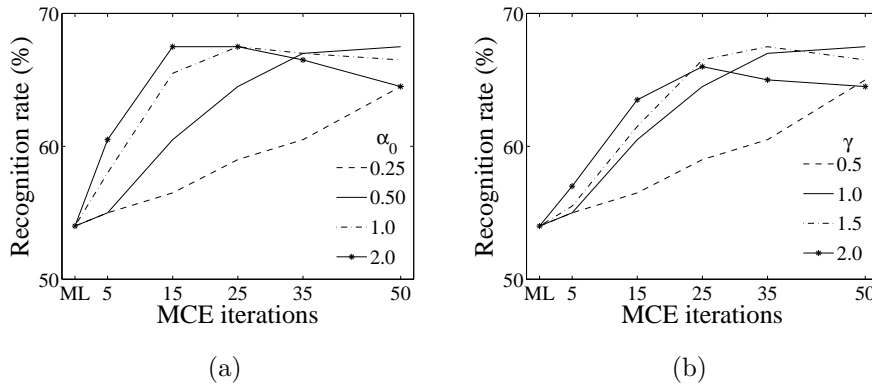 70
60
50
Recognition rate (%)
α0
0.25
0.50
1.0
2.0
ML 5 15 25 35 50
MCE iterations
(a)
70
60
50
Recognition rate (%)
γ
0.5
1.0
1.5
2.0
ML 5 15 25 35 50
MCE iterations
(b)